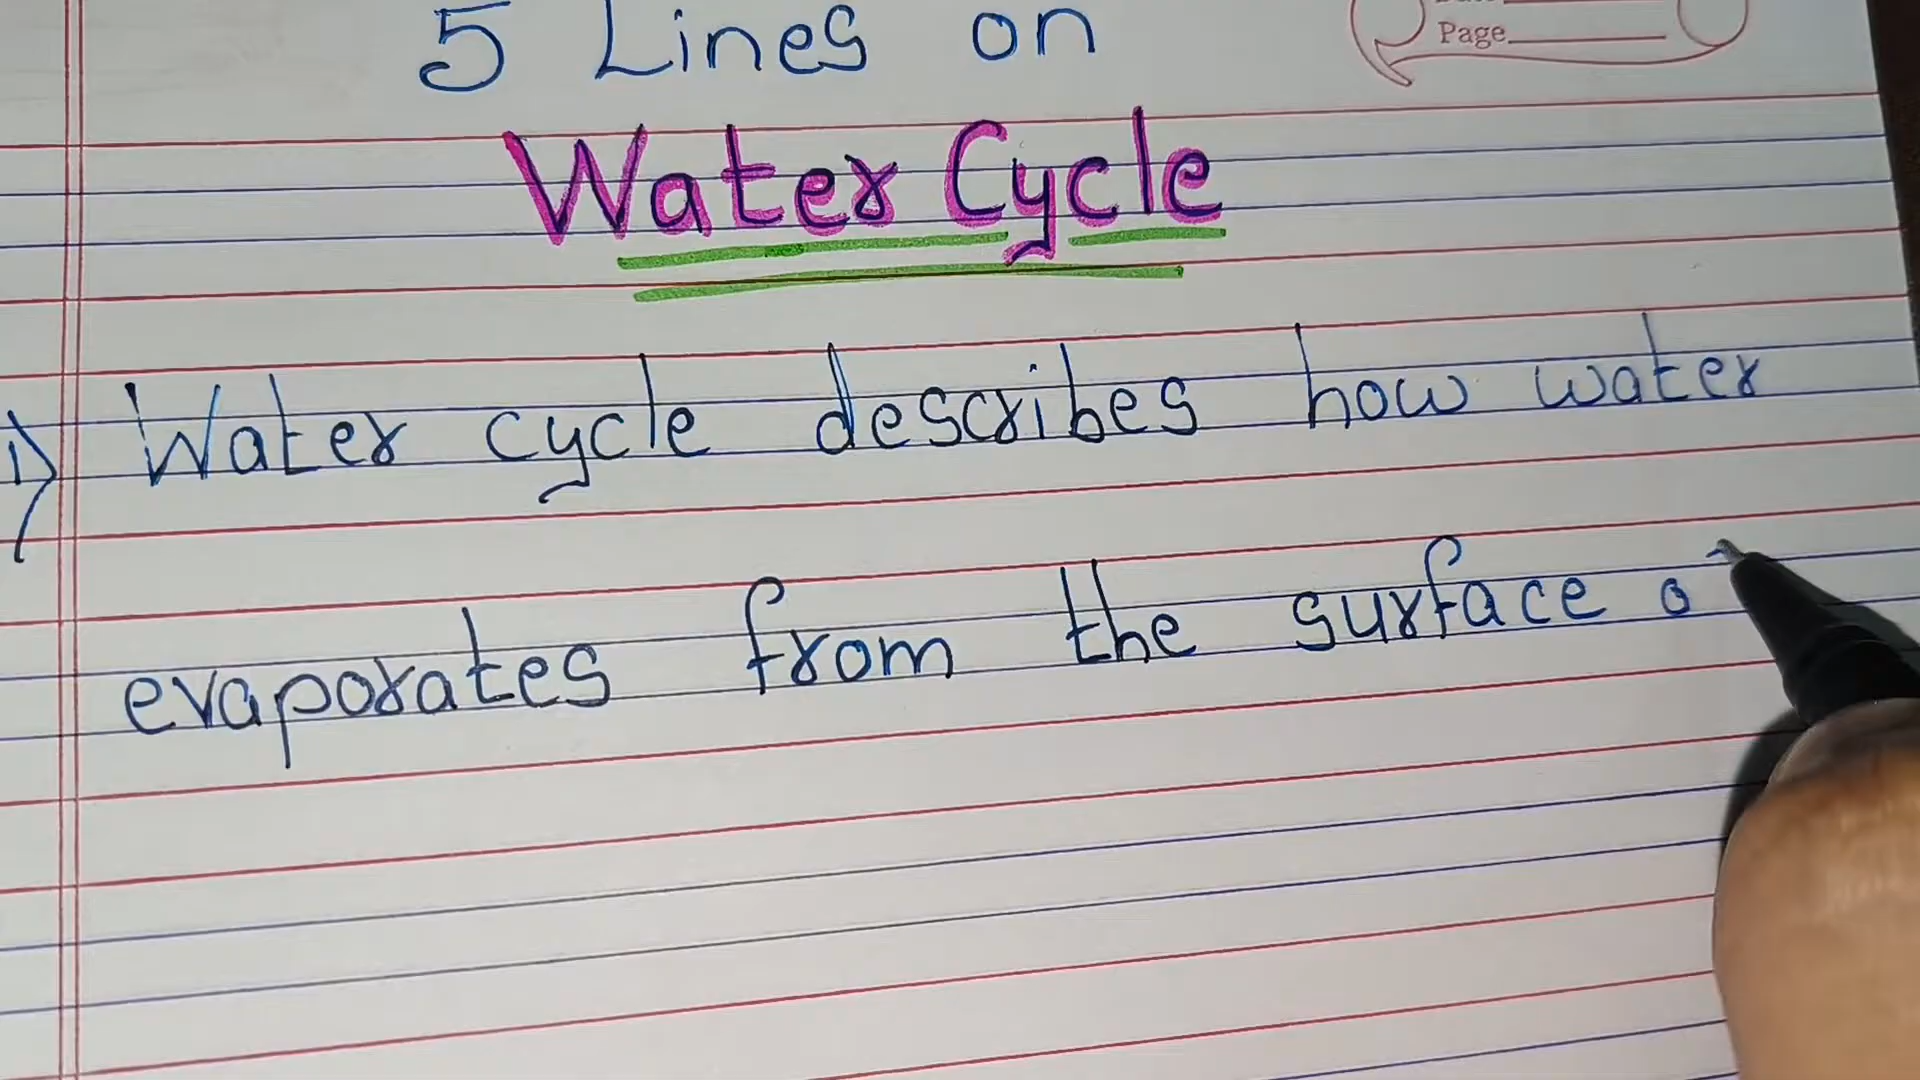 5 Lines on
Page
Water Cycle
1) Water cycle describes how water
evaporates from the surface o